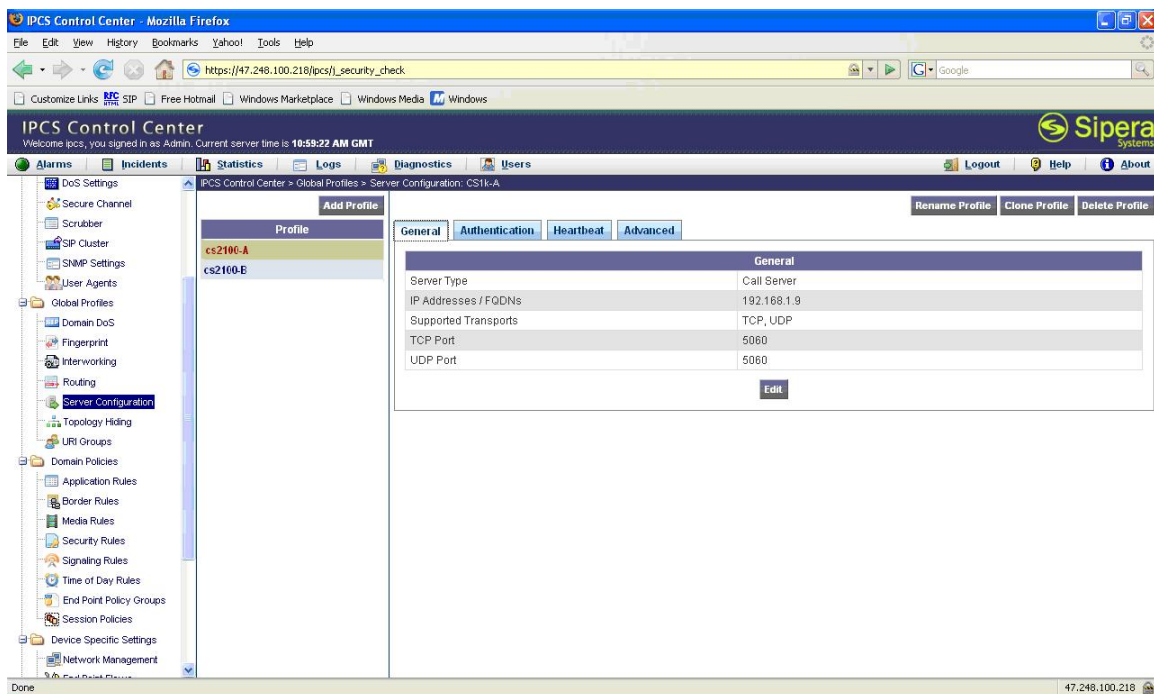 IPCS Control Center - Mozilla Firefox
File Edit View History Bookmarks Yahoo! Tools Help
https://47.248.100.218/ipcs/j_security_check
G Google
Customize Links RFC HTML SIP Free Hotmail Windows Marketplace Windows Media M Windows
IPCS Control Center
Welcome ipcs, you signed in as Admin. Current server time is 10:59:22 AM GMT
Sipera
Systems
Alarms Incidents Statistics Logs Diagnostics Users Logout Help About
IPCS Control Center > Global Profiles > Server Configuration: CS1k-A
DoS Settings
Secure Channel
Scrubber
SIP Cluster
SNMP Settings
User Agents
Global Profiles
Domain DoS
Fingerprint
Interworking
Routing
Server Configuration
Topology Hiding
URI Groups
Domain Policies
Application Rules
Border Rules
Media Rules
Security Rules
Signaling Rules
Time of Day Rules
End Point Policy Groups
Session Policies
Device Specific Settings
Network Management
Add Profile
Profile
cs2100-A
cs2100-B
Rename Profile Clone Profile Delete Profile
General Authentication Heartbeat Advanced
General
Server Type Call Server
IP Addresses / FQDNs 192.168.1.9
Supported Transports TCP, UDP
TCP Port 5060
UDP Port 5060
Edit
Done
47.248.100.218